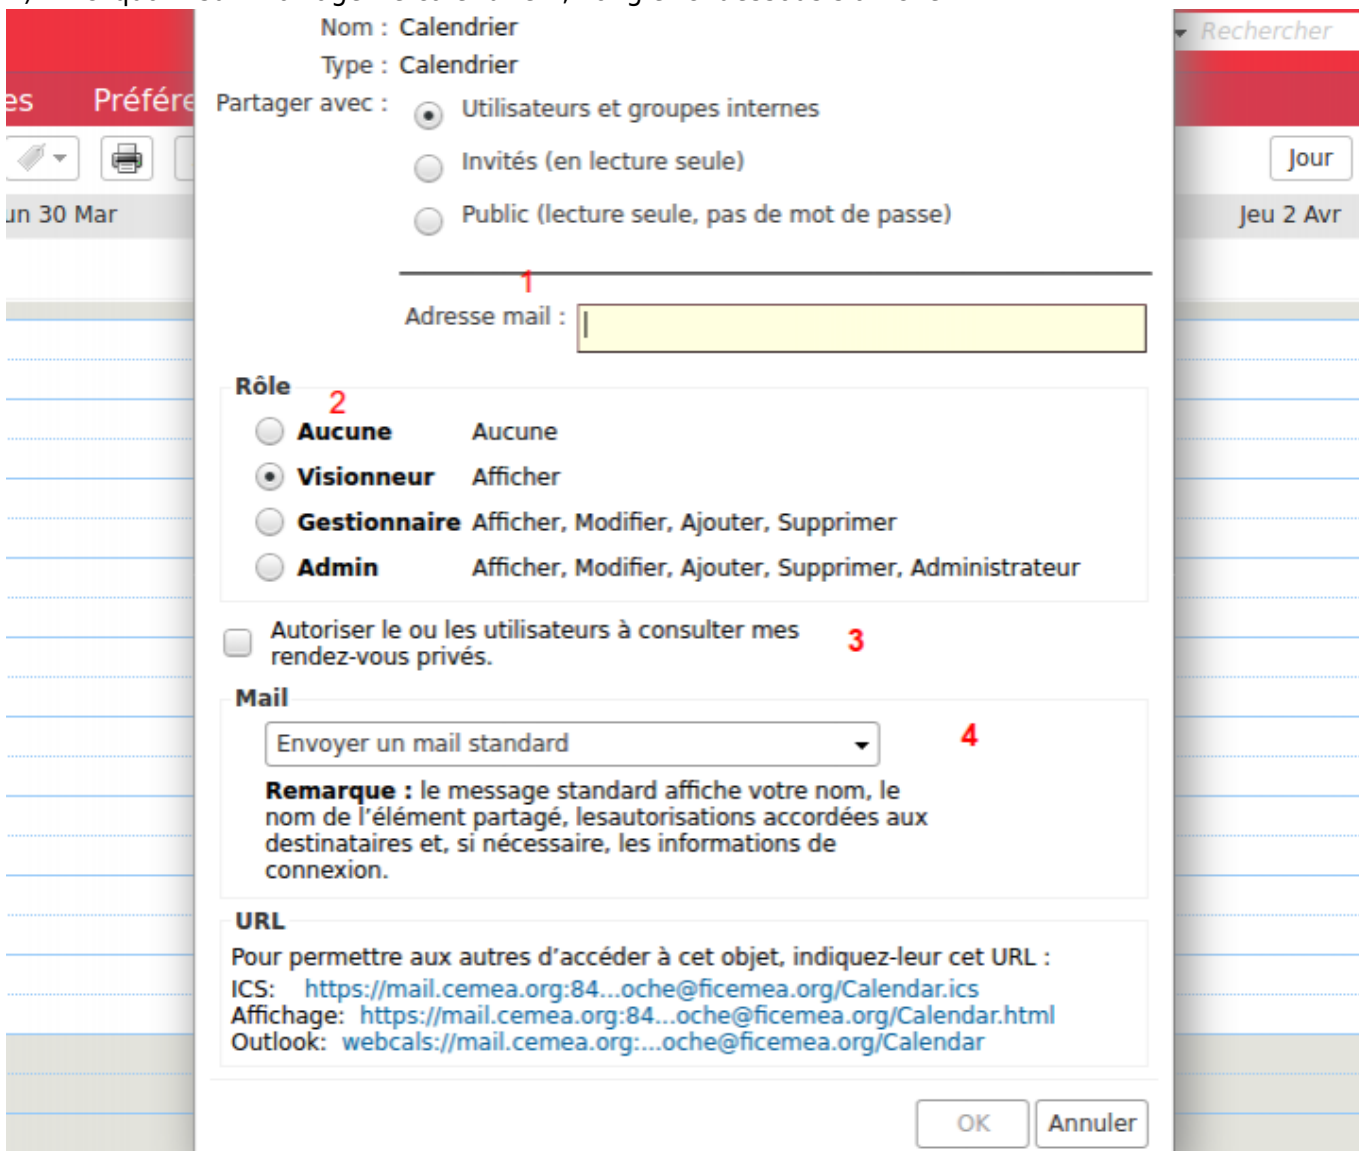 Nom : Calendrier
Rechercher
Type : Calendrier
Partager avec :
Utilisateurs et groupes internes
Invités (en lecture seule)
Jour
Public (lecture seule, pas de mot de passe)
30 Mar
Jeu 2 Avr
1
Adresse mail :
Rôle
2
Aucune Aucune
Visionneur Afficher
Gestionnaire Afficher, Modifier, Ajouter, Supprimer
Admin Afficher, Modifier, Ajouter, Supprimer, Administrateur
Autoriser le ou les utilisateurs à consulter mes
rendez-vous privés.
3
Mail
Envoyer un mail standard
4
Remarque : le message standard affiche votre nom, le
nom de l’élément partagé, lesautorisations accordées aux
destinataires et, si nécessaire, les informations de
connexion.
URL
Pour permettre aux autres d’accéder à cet objet, indiquez-leur cet URL :
ICS: https://mail.cemea.org:84...oche@ficemea.org/Calendar.ics
Affichage: https://mail.cemea.org:84...oche@ficemea.org/Calendar.html
Outlook: webcals://mail.cemea.org:...oche@ficemea.org/Calendar
OK
Annuler